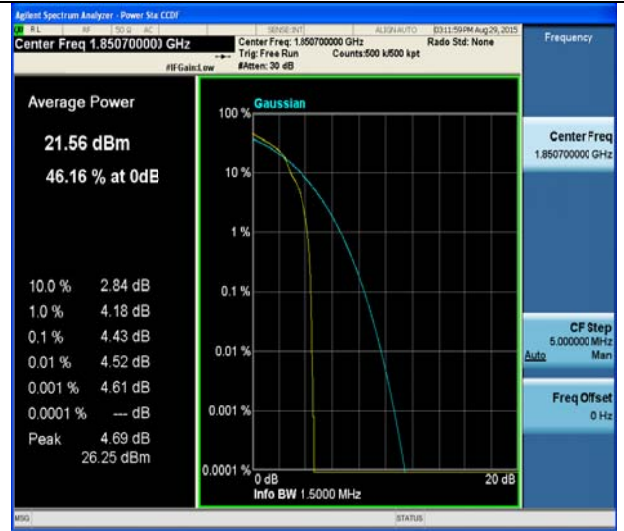 Agilent Spectrum Analyzer - Power Sta CCDF
RL RF 50 Ω AC SENSE:INT ALIGN AUTO 03:11:59 PM Aug 29, 2015
Center Freq 1.850700000 GHz
Center Freq: 1.850700000 GHz Rado Std: None
Trig: Free Run Counts:500 k/500 kpt
#IFGain:Low #Atten: 30 dB
Frequency
Average Power
21.56 dBm
46.16 % at 0dB
10.0 % 2.84 dB
1.0 % 4.18 dB
0.1 % 4.43 dB
0.01 % 4.52 dB
0.001 % 4.61 dB
0.0001 % --- dB
Peak 4.69 dB
26.25 dBm
Gaussian
100 %
10 %
1 %
0.1 %
0.01 %
0.001 %
0.0001 %
0 dB 20 dB
Info BW 1.5000 MHz
Center Freq
1.850700000 GHz
CF Step
5.000000 MHz
Auto Man
Freq Offset
0 Hz
MSG STATUS